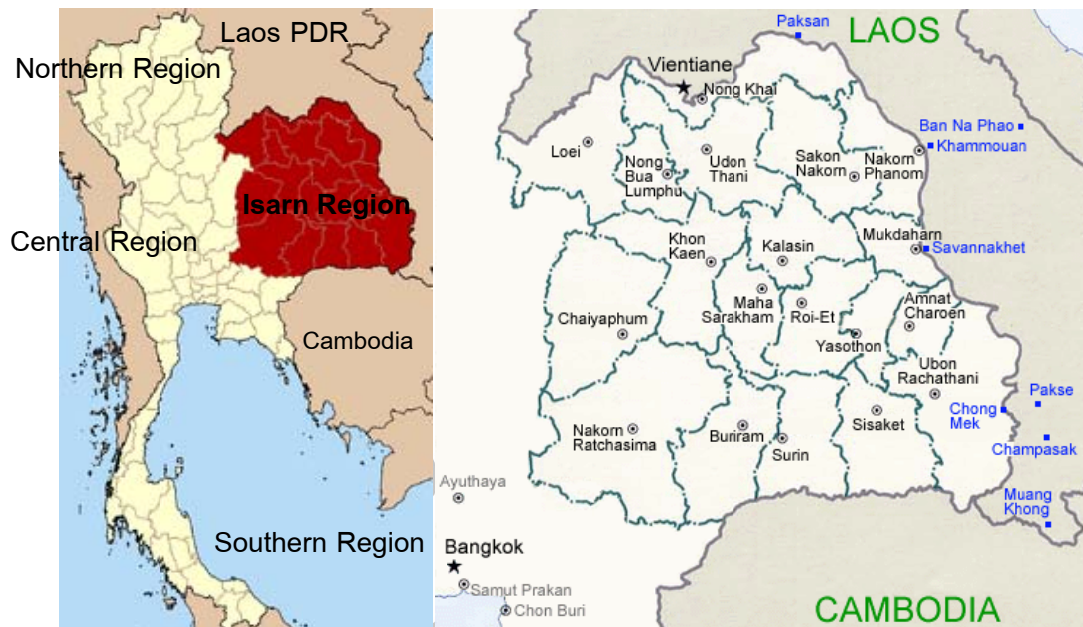 Laos PDR
Northern Region
Isarn Region
Central Region
Cambodia
Southern Region
Paksan
LAOS
Vientiane
Nong Khai
Ban Na Phao
Khammouan
Loei
Nong
Bua
Lumphu
Udon
Thani
Sakon
Nakorn
Nakorn
Phanom
Khon
Kaen
Kalasin
Mukdaharn
Savannakhet
Maha
Sarakham
Roi-Et
Amnat
Charoen
Chaiyaphum
Yasothon
Ubon
Rachathani
Pakse
Chong
Mek
Nakorn
Ratchasima
Buriram
Surin
Sisaket
Champasak
Ayuthaya
Muang
Khong
Bangkok
Samut Prakan
Chon Buri
CAMBODIA